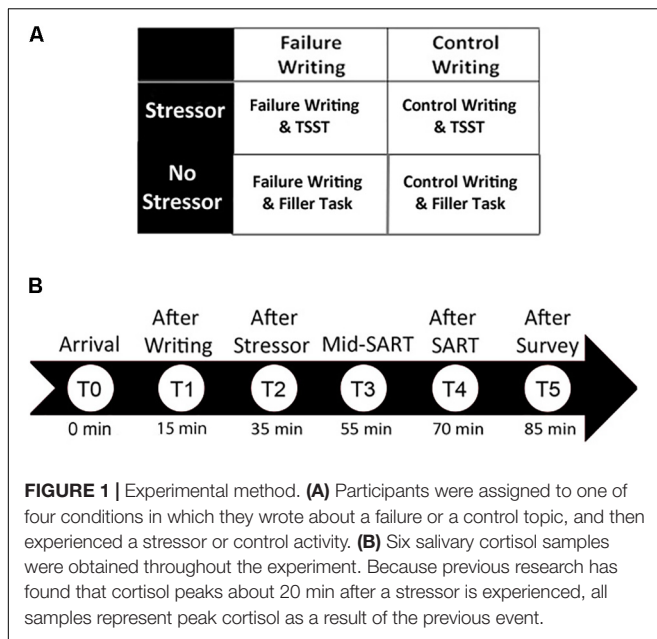 A
Failure Writing
Control Writing
Stressor
Failure Writing & TSST
Control Writing & TSST
No Stressor
Failure Writing & Filler Task
Control Writing & Filler Task
B
Arrival
After Writing
After Stressor
Mid-SART
After SART
After Survey
T0
T1
T2
T3
T4
T5
0 min
15 min
35 min
55 min
70 min
85 min
FIGURE 1 | Experimental method. (A) Participants were assigned to one of
four conditions in which they wrote about a failure or a control topic, and then
experienced a stressor or control activity. (B) Six salivary cortisol samples
were obtained throughout the experiment. Because previous research has
found that cortisol peaks about 20 min after a stressor is experienced, all
samples represent peak cortisol as a result of the previous event.